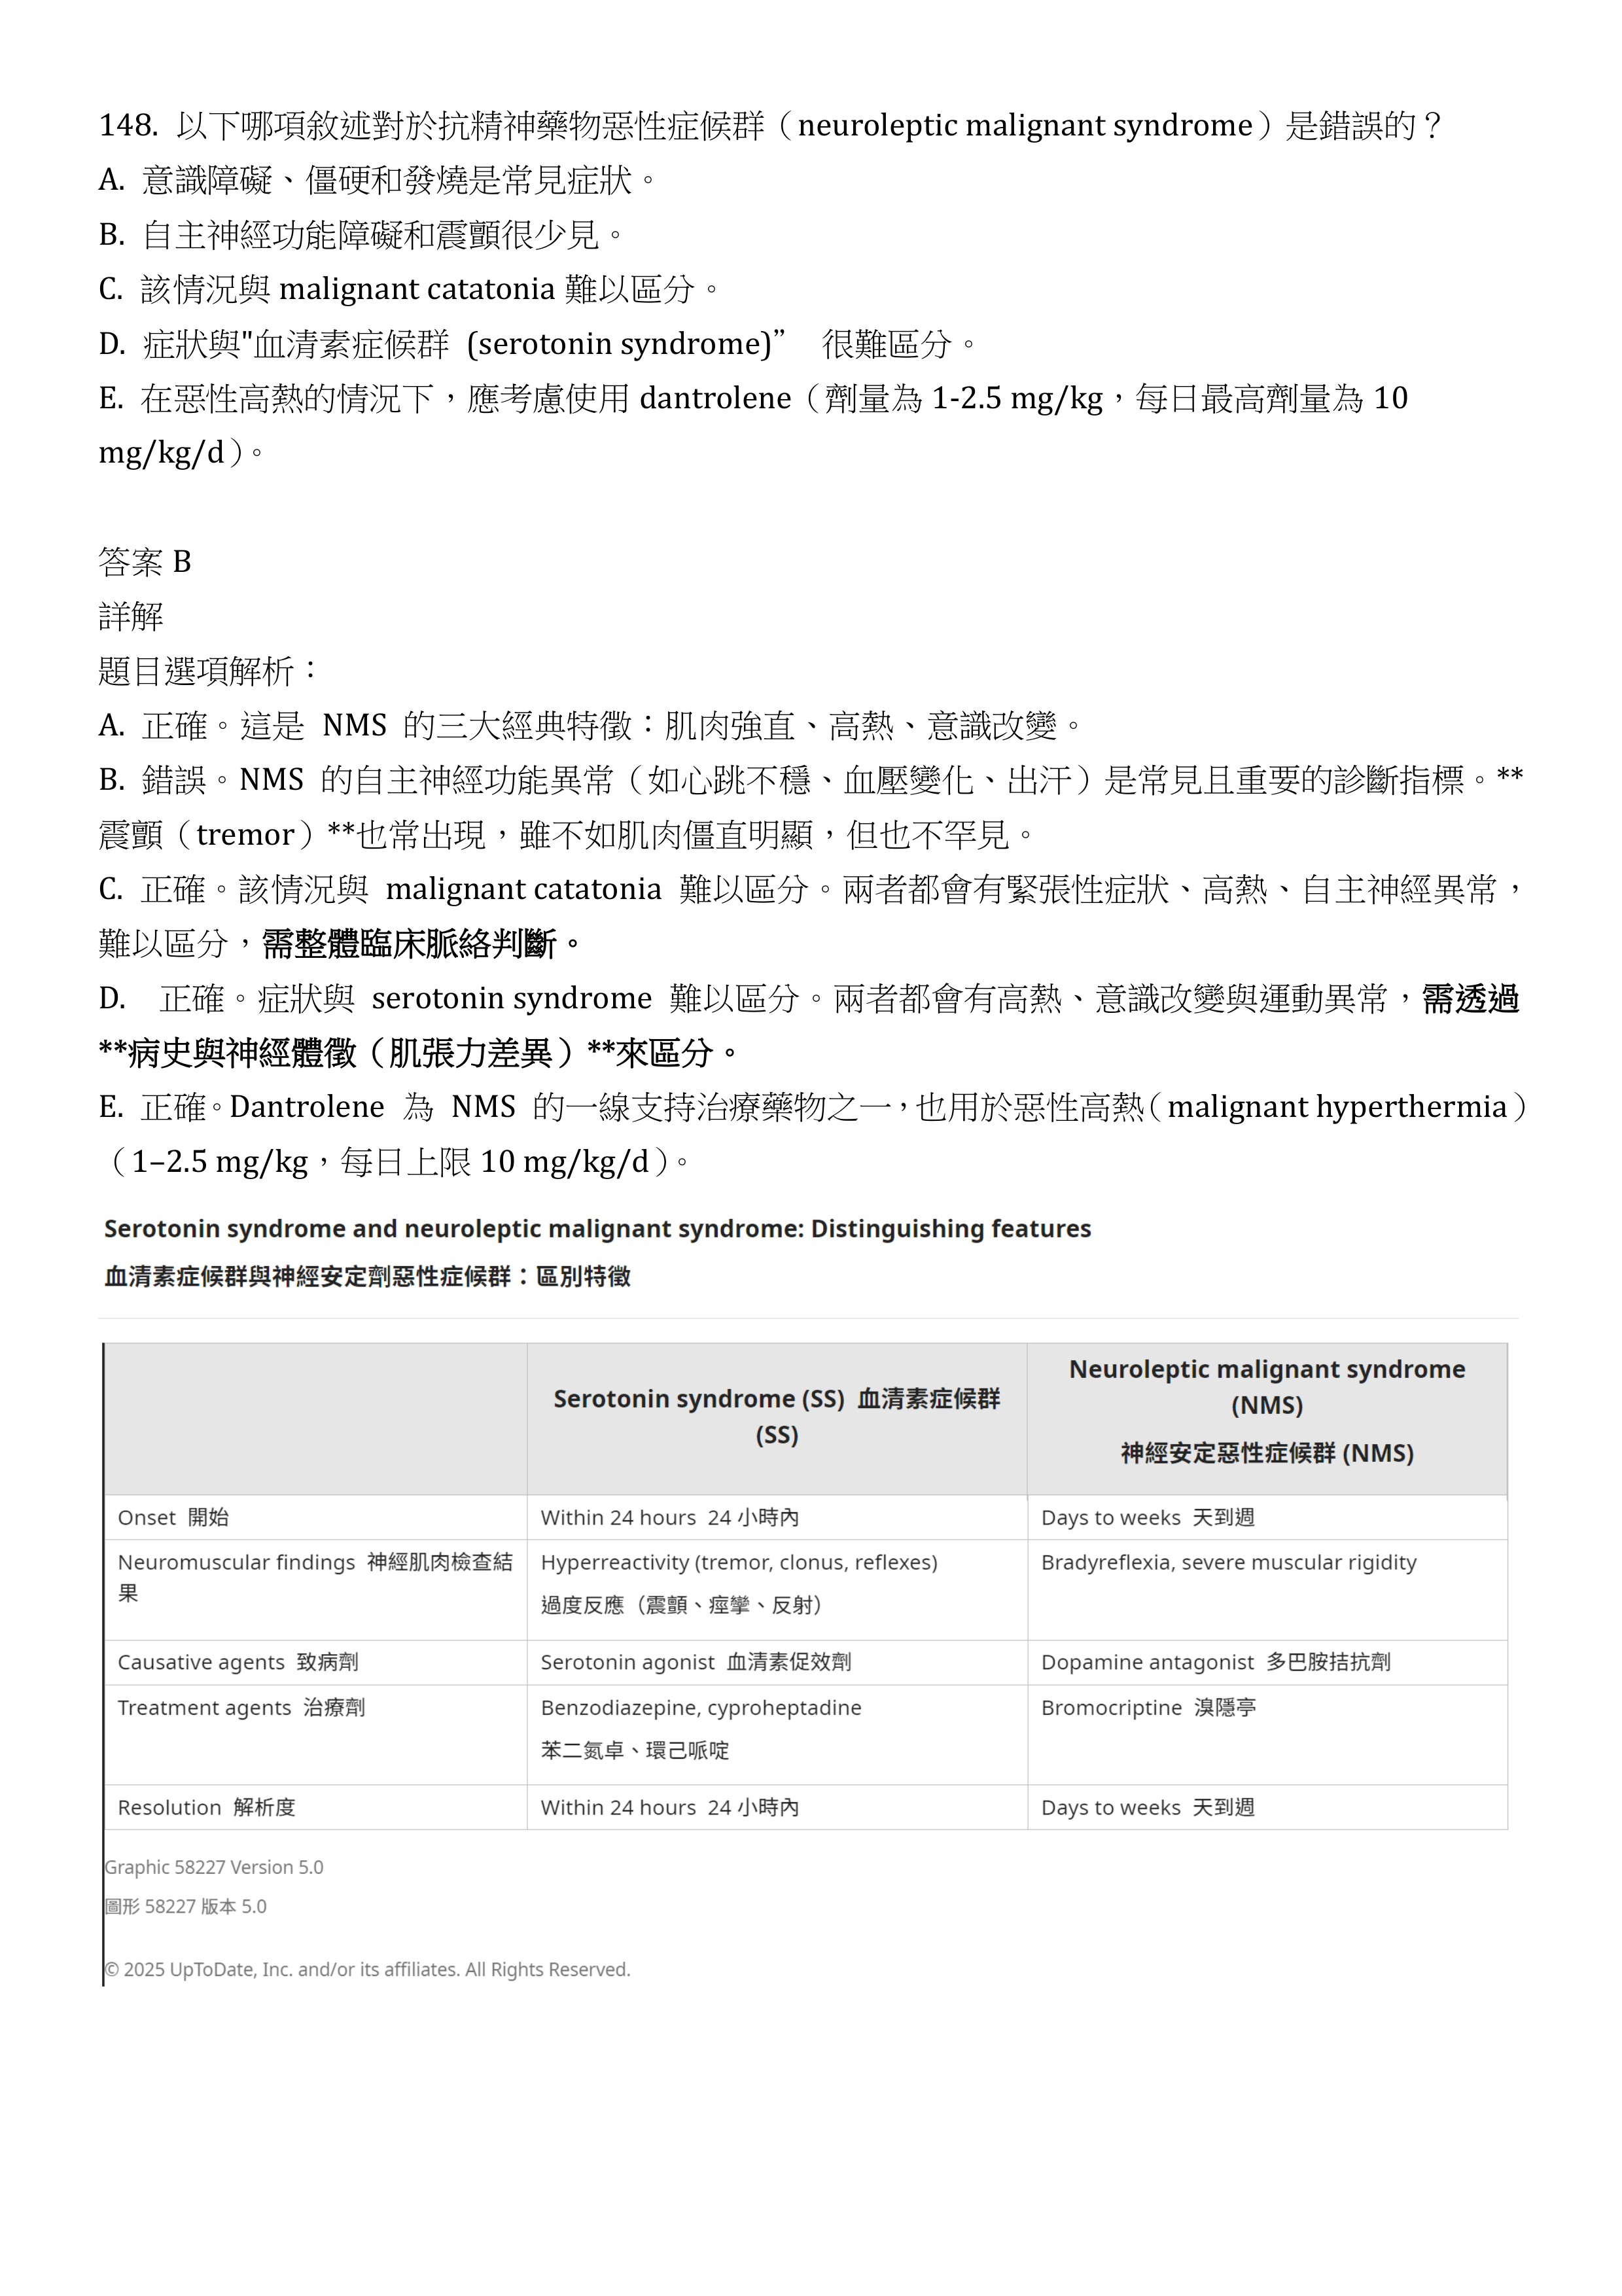 148. 以下哪項敘述對於抗精神藥物惡性症候群（neuroleptic malignant syndrome）是錯誤的？
A. 意識障礙、僵硬和發燒是常見症狀。
B. 自主神經功能障礙和震顫很少見。
C. 該情況與 malignant catatonia 難以區分。
D. 症狀與"血清素症候群 (serotonin syndrome)” 很難區分。
E. 在惡性高熱的情況下，應考慮使用 dantrolene（劑量為 1-2.5 mg/kg，每日最高劑量為 10
mg/kg/d）。
答案 B
詳解
題目選項解析：
A. 正確。這是 NMS 的三大經典特徵：肌肉強直、高熱、意識改變。
B. 錯誤。NMS 的自主神經功能異常（如心跳不穩、血壓變化、出汗）是常見且重要的診斷指標。**
震顫（tremor）**也常出現，雖不如肌肉僵直明顯，但也不罕見。
C. 正確。該情況與 malignant catatonia 難以區分。兩者都會有緊張性症狀、高熱、自主神經異常，
難以區分，需整體臨床脈絡判斷。
D. 正確。症狀與 serotonin syndrome 難以區分。兩者都會有高熱、意識改變與運動異常，需透過
**病史與神經體徵（肌張力差異）**來區分。
E. 正確。Dantrolene 為 NMS 的一線支持治療藥物之一，也用於惡性高熱（malignant hyperthermia）
（1–2.5 mg/kg，每日上限 10 mg/kg/d）。
Serotonin syndrome and neuroleptic malignant syndrome: Distinguishing features
血清素症候群與神經安定劑惡性症候群：區別特徵
Serotonin syndrome (SS) 血清素症候群
(SS)
Neuroleptic malignant syndrome
(NMS)
神經安定惡性症候群 (NMS)
Onset 開始
Within 24 hours 24 小時內
Days to weeks 天到週
Neuromuscular findings 神經肌肉檢查結
果
Hyperreactivity (tremor, clonus, reflexes)
過度反應（震顫、痙攣、反射）
Bradyreflexia, severe muscular rigidity
Causative agents 致病劑
Serotonin agonist 血清素促效劑
Dopamine antagonist 多巴胺拮抗劑
Treatment agents 治療劑
Benzodiazepine, cyproheptadine
苯二氮卓、環己哌啶
Bromocriptine 溴隱亭
Resolution 解析度
Within 24 hours 24 小時內
Days to weeks 天到週
Graphic 58227 Version 5.0
圖形 58227 版本 5.0
© 2025 UpToDate, Inc. and/or its affiliates. All Rights Reserved.